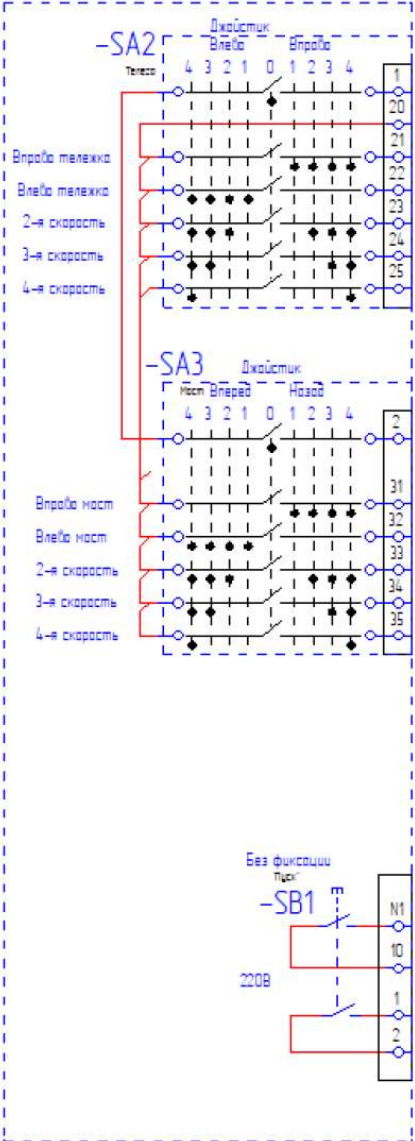 Джойстик
-SA2
Влево Вправо
4 3 2 1 0 1 2 3 4
1
20
21
Вправо тележка
22
Влево тележка
23
2-я скорость
24
3-я скорость
25
4-я скорость
-SA3
Джойстик
Мост Вперед Назад
4 3 2 1 0 1 2 3 4
2
31
Вправо мост
32
Влево мост
33
2-я скорость
34
3-я скорость
35
4-я скорость
Без фиксации
"Пуск"
-SB1
N1
10
220В
1
2